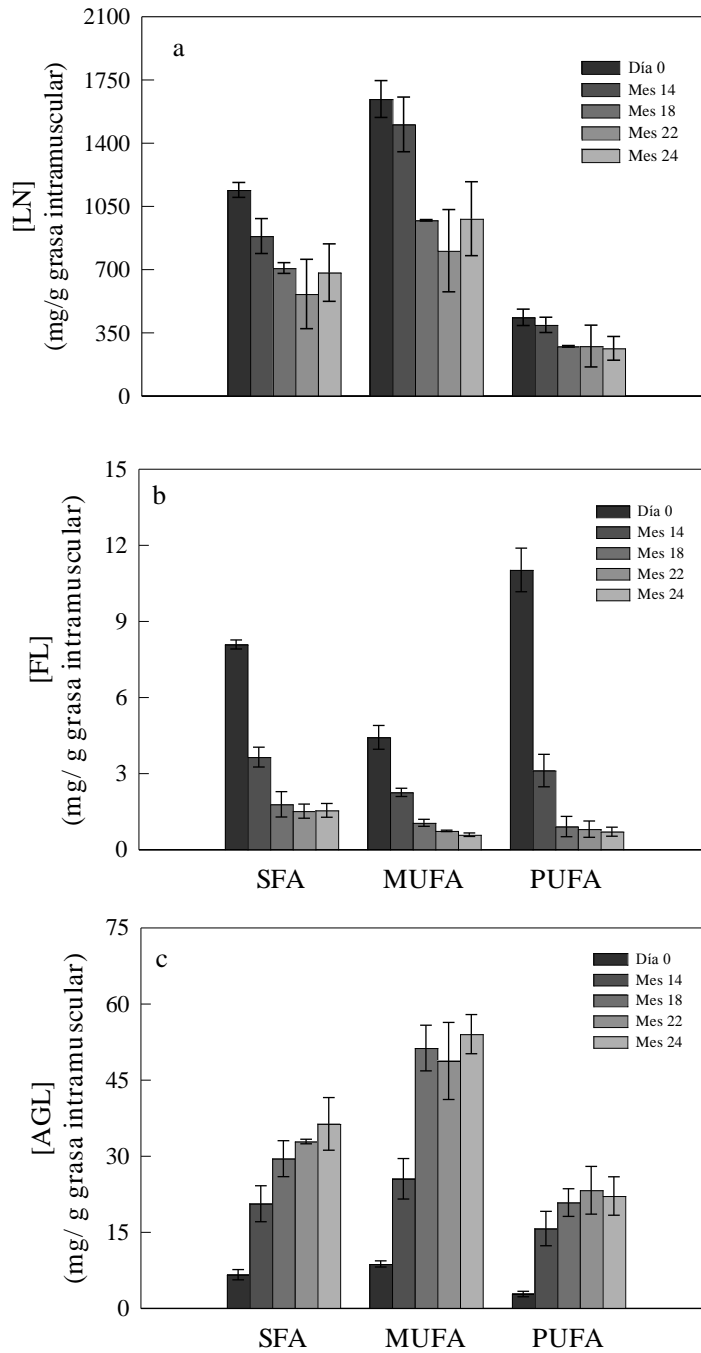 2100
1750
1400
1050
700
350
0
[LN]
(mg/g grasa intramuscular)
a
Día 0
Mes 14
Mes 18
Mes 22
Mes 24
15
12
9
6
3
0
[FL]
(mg/ g grasa intramuscular)
b
Día 0
Mes 14
Mes 18
Mes 22
Mes 24
SFA MUFA PUFA
75
60
45
30
15
0
[AGL]
(mg/ g grasa intramuscular)
c
Día 0
Mes 14
Mes 18
Mes 22
Mes 24
SFA MUFA PUFA